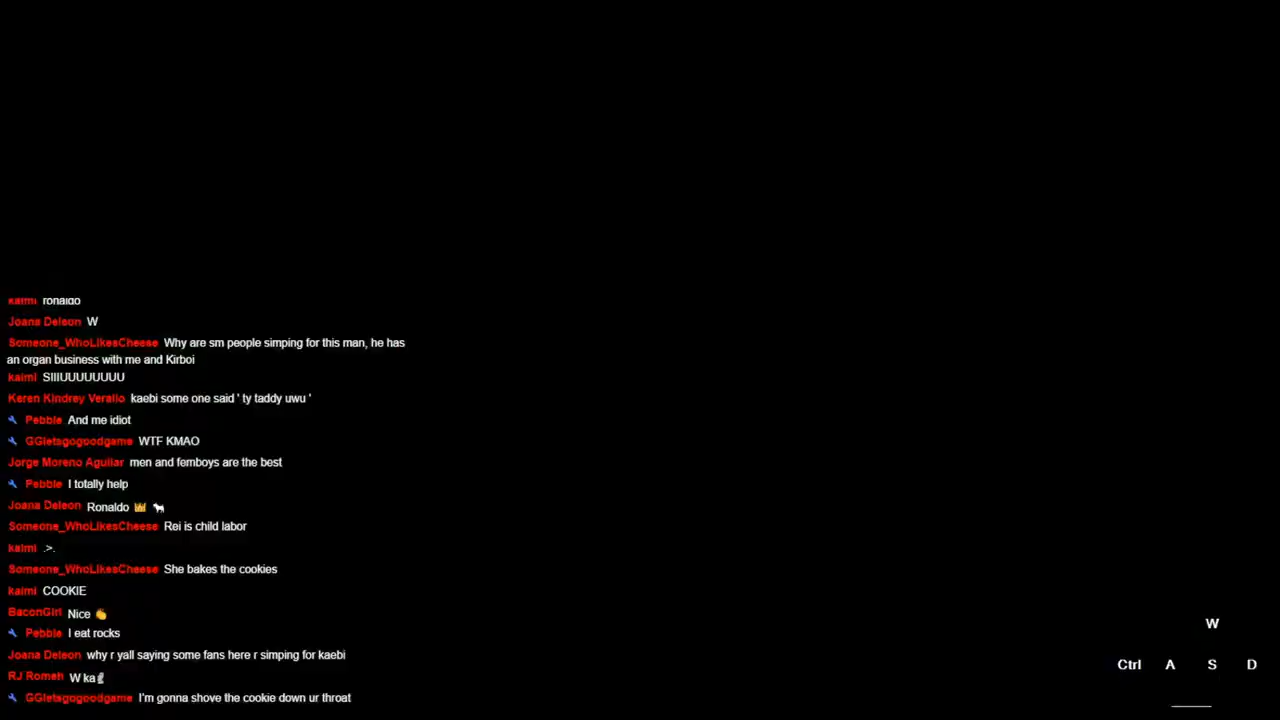 kaimi ronaldo
Joana Deleon W
Someone_WhoLikesCheese Why are sm people simping for this man, he has
an organ business with me and Kirboi
kaimi SIIIUUUUUUUU
Keren Kindrey Verallo kaebi some one said ' ty taddy uwu '
Pebble And me idiot
GGletsgogoodgame WTF KMAO
Jorge Moreno Aguilar men and femboys are the best
Pebble I totally help
Joana Deleon Ronaldo 👑 🐐
Someone_WhoLikesCheese Rei is child labor
kaimi .>.
Someone_WhoLikesCheese She bakes the cookies
kaimi COOKIE
BaconGirl Nice 👏
Pebble I eat rocks
Joana Deleon why r yall saying some fans here r simping for kaebi
RJ Romeh W ka
GGletsgogoodgame I'm gonna shove the cookie down ur throat
W
Ctrl A S D